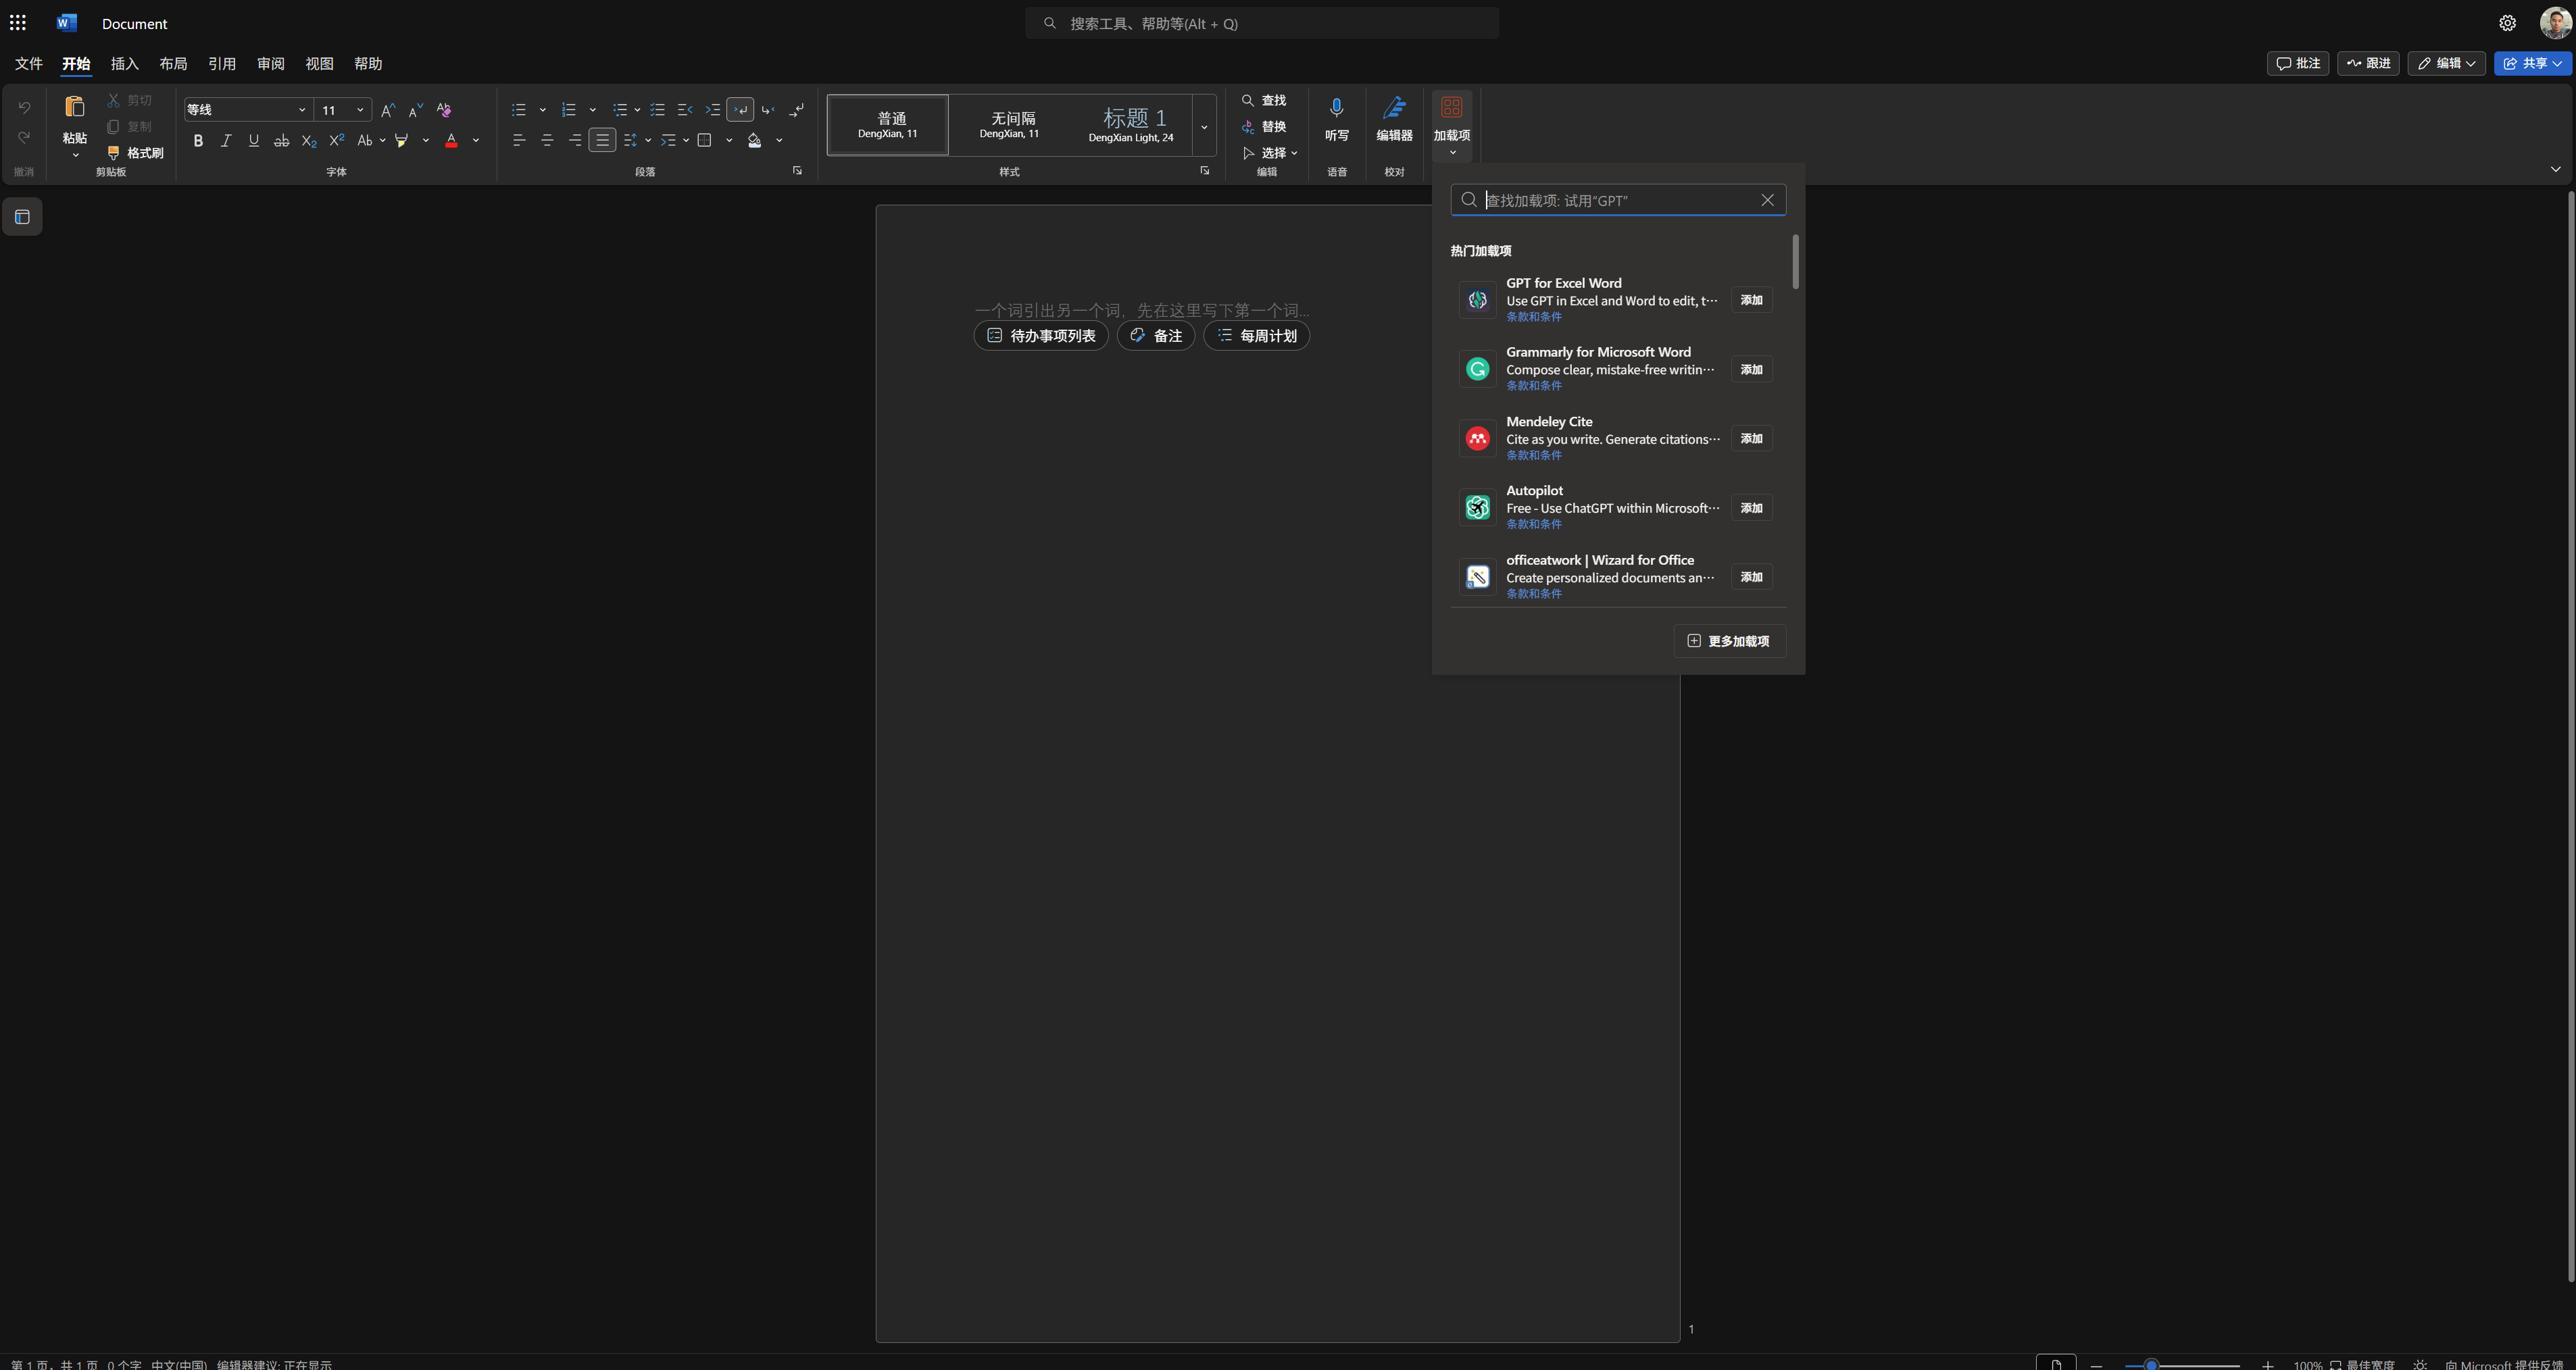 Document
搜索工具、帮助等(Alt + Q)
文件 开始 插入 布局 引用 审阅 视图 帮助
批注 跟进 编辑 共享
撤消
粘贴
剪切
复制
格式刷
剪贴板
等线 11
字体
段落
普通
DengXian, 11
无间隔
DengXian, 11
标题 1
DengXian Light, 24
样式
查找
替换
选择
编辑
听写
语音
编辑器
校对
加载项
查找加载项: 试用"GPT"
热门加载项
GPT for Excel Word
Use GPT in Excel and Word to edit, t…
条款和条件
添加
Grammarly for Microsoft Word
Compose clear, mistake-free writin…
条款和条件
添加
Mendeley Cite
Cite as you write. Generate citations…
条款和条件
添加
Autopilot
Free - Use ChatGPT within Microsoft…
条款和条件
添加
officeatwork | Wizard for Office
Create personalized documents an…
条款和条件
添加
更多加载项
一个词引出另一个词，先在这里写下第一个词...
待办事项列表 备注 每周计划
1
第 1 页，共 1 页 0 个字 中文(中国) 编辑器建议: 正在显示
100% 最佳宽度 向 Microsoft 提供反馈